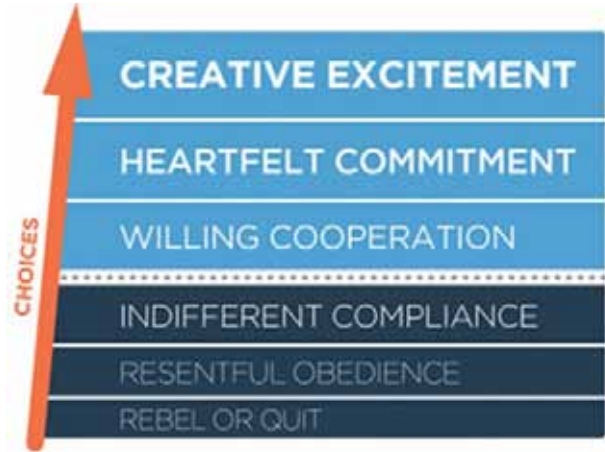 CREATIVE EXCITEMENT
HEARTFELT COMMITMENT
WILLING COOPERATION
INDIFFERENT COMPLIANCE
RESENTFUL OBEDIENCE
REBEL OR QUIT
CHOICES